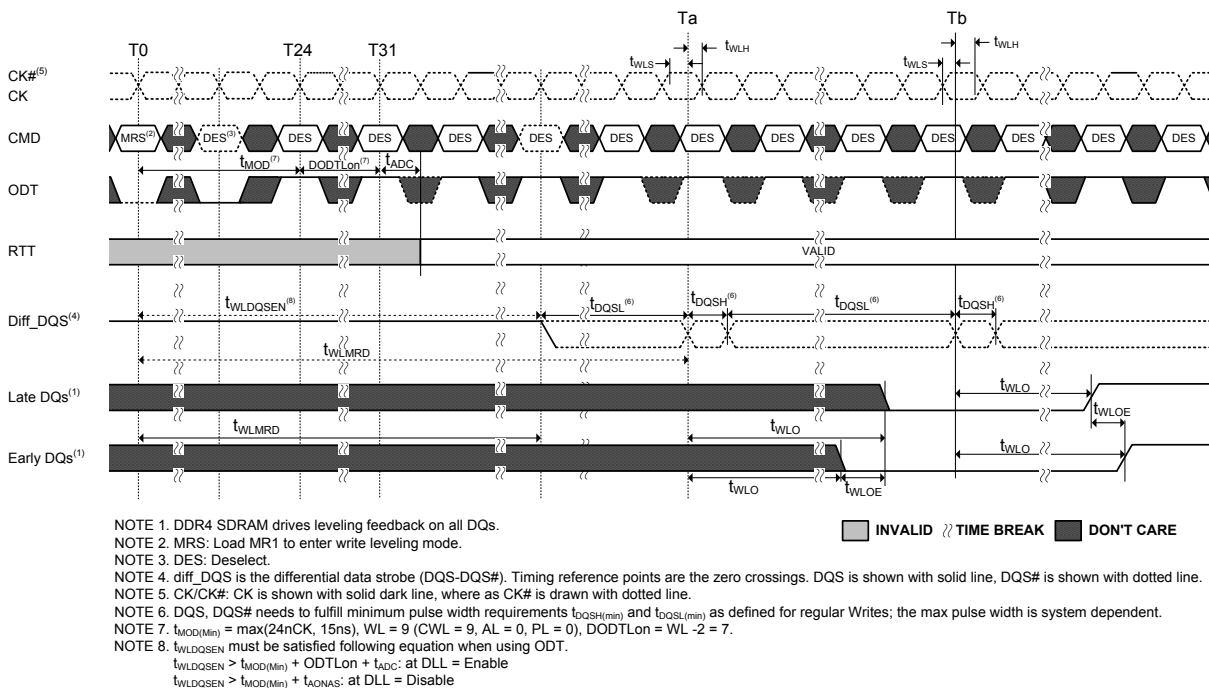 Ta Tb
T0 T24 T31
tWLH tWLH
tWLS tWLS
CK#(5)
CK
CMD MRS(2) DES(3) DES DES DES DES DES DES DES DES DES DES DES DES
tMOD(7) DODTLon(7) tADC
ODT
RTT VALID
tWLDQSEN(8) tDQSL(6) tDQSH(6) tDQSL(6) tDQSH(6)
Diff_DQS(4)
tWLMRD
Late DQs(1) tWLO
tWLOE
tWLMRD tWLO
Early DQs(1) tWLO
tWLO tWLOE
NOTE 1. DDR4 SDRAM drives leveling feedback on all DQs.
INVALID TIME BREAK DON'T CARE
NOTE 2. MRS: Load MR1 to enter write leveling mode.
NOTE 3. DES: Deselect.
NOTE 4. diff_DQS is the differential data strobe (DQS-DQS#). Timing reference points are the zero crossings. DQS is shown with solid line, DQS# is shown with dotted line.
NOTE 5. CK/CK#: CK is shown with solid dark line, where as CK# is drawn with dotted line.
NOTE 6. DQS, DQS# needs to fulfill minimum pulse width requirements tDQSH(min) and tDQSL(min) as defined for regular Writes; the max pulse width is system dependent.
NOTE 7. tMOD(Min) = max(24nCK, 15ns), WL = 9 (CWL = 9, AL = 0, PL = 0), DODTLon = WL -2 = 7.
NOTE 8. tWLDQSEN must be satisfied following equation when using ODT.
tWLDQSEN > tMOD(Min) + ODTLon + tADC: at DLL = Enable
tWLDQSEN > tMOD(Min) + tAONAS: at DLL = Disable